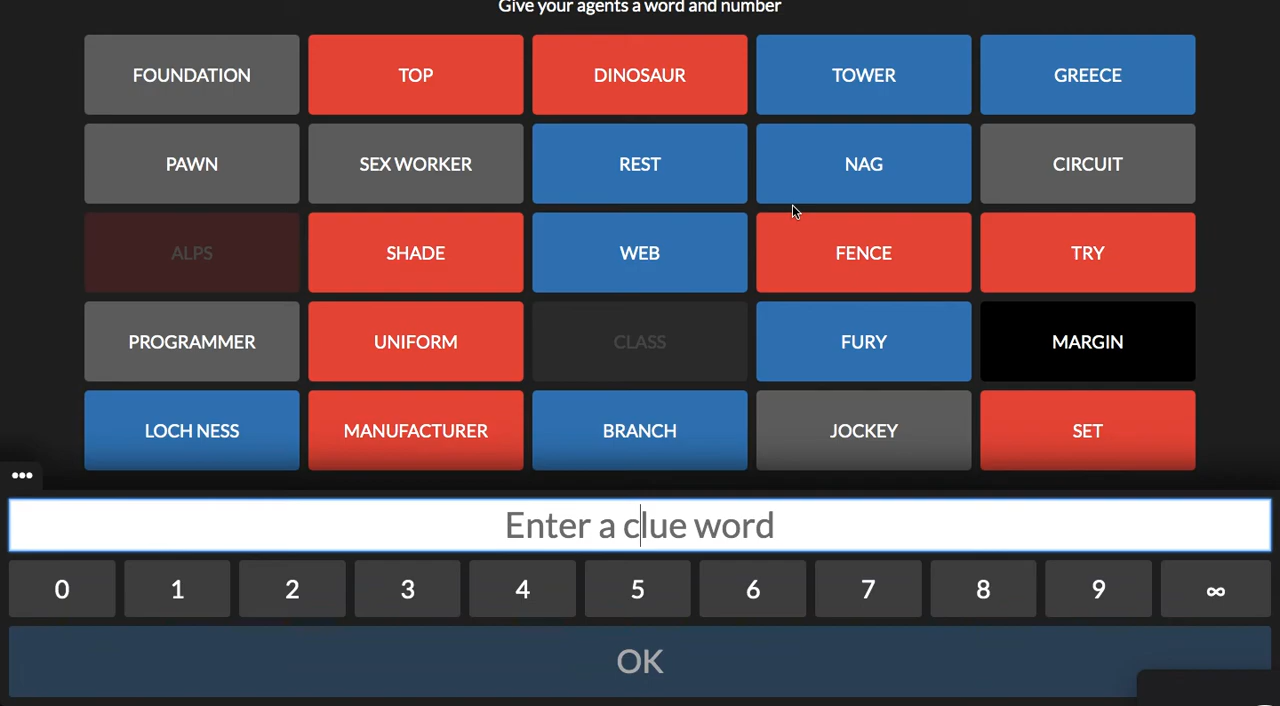 Give your agents a word and number
FOUNDATION TOP DINOSAUR TOWER GREECE
PAWN SEX WORKER REST NAG CIRCUIT
ALPS SHADE WEB FENCE TRY
PROGRAMMER UNIFORM CLASS FURY MARGIN
LOCH NESS MANUFACTURER BRANCH JOCKEY SET
Enter a clue word
0 1 2 3 4 5 6 7 8 9 ∞
OK